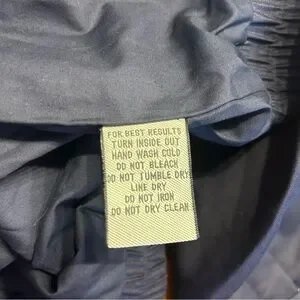 FOR BEST RESULTS
TURN INSIDE OUT
HAND WASH COLD
DO NOT BLEACH
DO NOT TUMBLE DRY
LINE DRY
DO NOT IRON
DO NOT DRY CLEAN